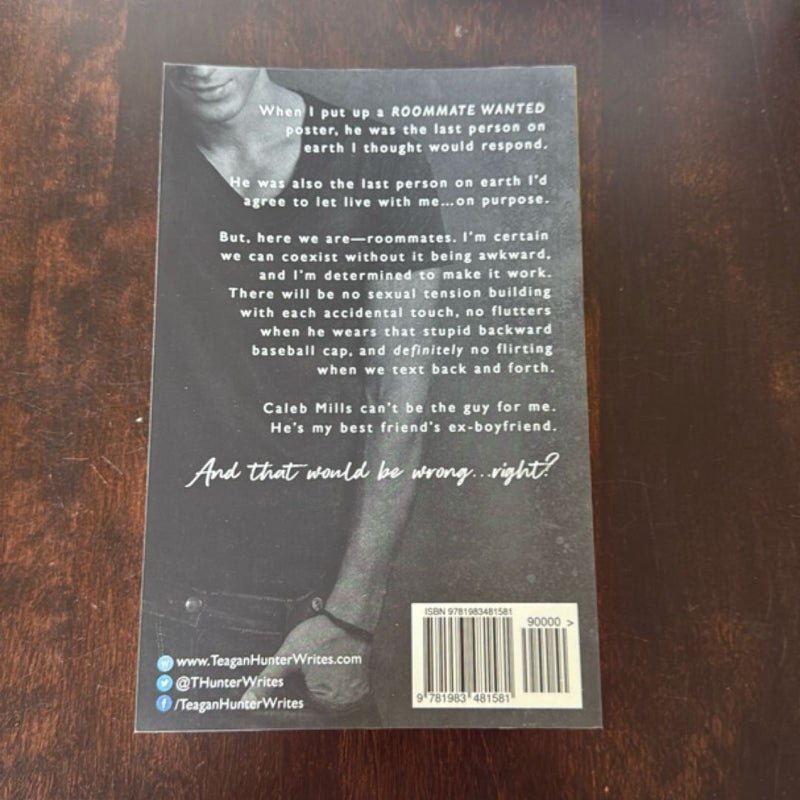 When I put up a ROOMMATE WANTED
poster, he was the last person on
earth I thought would respond.
He was also the last person on earth I'd
agree to let live with me...on purpose.
But, here we are—roommates. I'm certain
we can coexist without it being awkward,
and I'm determined to make it work.
There will be no sexual tension building
with each accidental touch, no flutters
when he wears that stupid backward
baseball cap, and definitely no flirting
when we text back and forth.
Caleb Mills can't be the guy for me.
He's my best friend's ex-boyfriend.
And that would be wrong...right?
ISBN 9781983481581
90000 >
9 781983 481581
www.TeaganHunterWrites.com
@THunterWrites
/TeaganHunterWrites